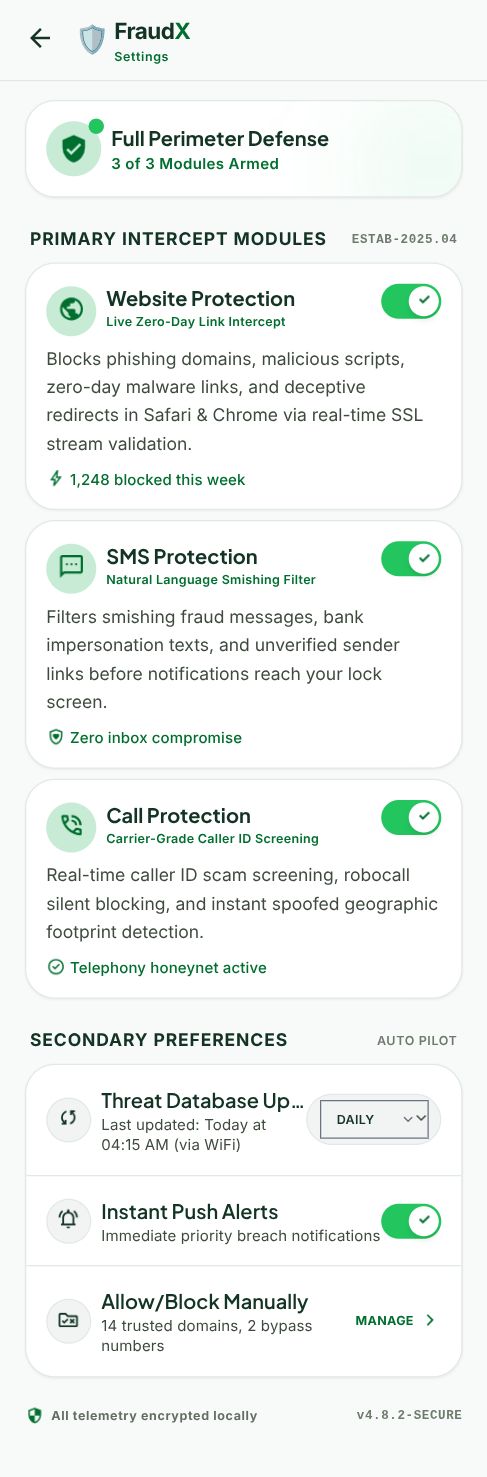 FraudX
Settings
Full Perimeter Defense
3 of 3 Modules Armed
PRIMARY INTERCEPT MODULES ESTAB-2025.04
Website Protection
Live Zero-Day Link Intercept
Blocks phishing domains, malicious scripts,
zero-day malware links, and deceptive
redirects in Safari & Chrome via real-time SSL
stream validation.
1,248 blocked this week
SMS Protection
Natural Language Smishing Filter
Filters smishing fraud messages, bank
impersonation texts, and unverified sender
links before notifications reach your lock
screen.
Zero inbox compromise
Call Protection
Carrier-Grade Caller ID Screening
Real-time caller ID scam screening, robocall
silent blocking, and instant spoofed geographic
footprint detection.
Telephony honeynet active
SECONDARY PREFERENCES AUTO PILOT
Threat Database Up...
Last updated: Today at
04:15 AM (via WiFi)
DAILY
Instant Push Alerts
Immediate priority breach notifications
Allow/Block Manually
14 trusted domains, 2 bypass
numbers
MANAGE
All telemetry encrypted locally v4.8.2-SECURE